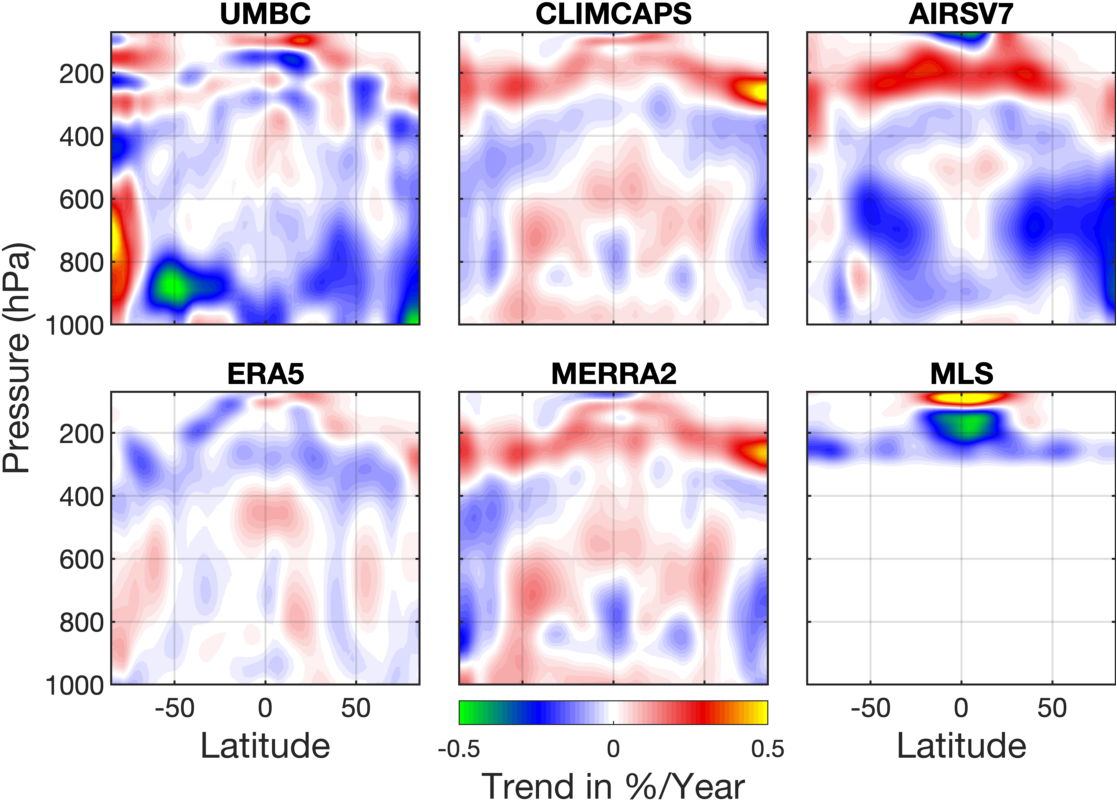 UMBC CLIMCAPS AIRSV7
200
400
600
800
1000
Pressure (hPa)
ERA5 MERRA2 MLS
200
400
600
800
1000
-50 0 50 -50 0 50
Latitude Latitude
-0.5 0 0.5
Trend in %/Year